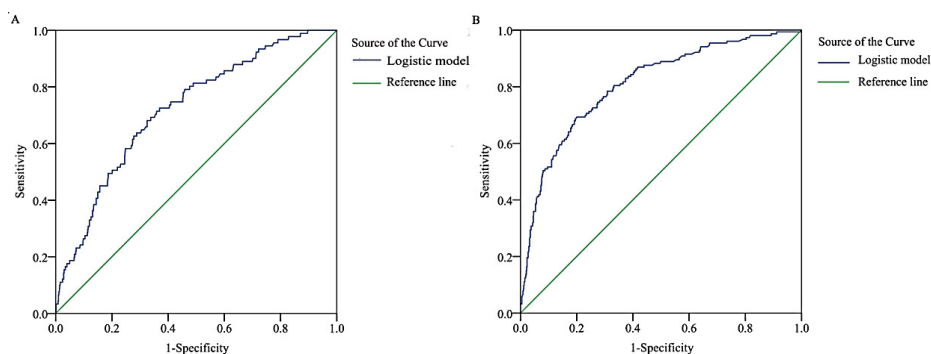 A
1.0
0.8
0.6
0.4
0.2
0.0
Sensitivity
0.0 0.2 0.4 0.6 0.8 1.0
1-Specificity
Source of the Curve
Logistic model
Reference line
B
1.0
0.8
0.6
0.4
0.2
0.0
Sensitivity
0.0 0.2 0.4 0.6 0.8 1.0
1-Specificity
Source of the Curve
Logistic model
Reference line